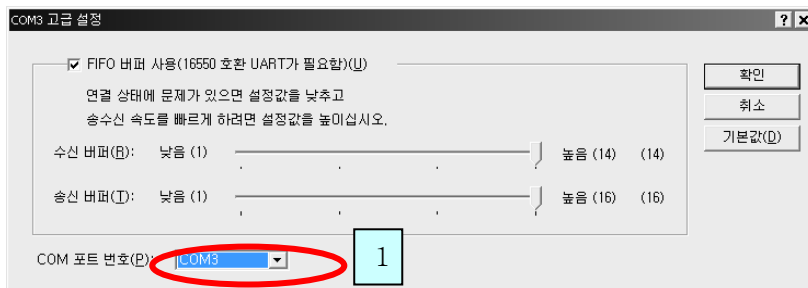 COM3 고급 설정
FIFO 버퍼 사용(16550 호환 UART가 필요함)(U)
연결 상태에 문제가 있으면 설정값을 낮추고
송수신 속도를 빠르게 하려면 설정값을 높이십시오.
수신 버퍼(R): 낮음 (1) 높음 (14) (14)
송신 버퍼(T): 낮음 (1) 높음 (16) (16)
COM 포트 번호(P): COM3
1
확인
취소
기본값(D)